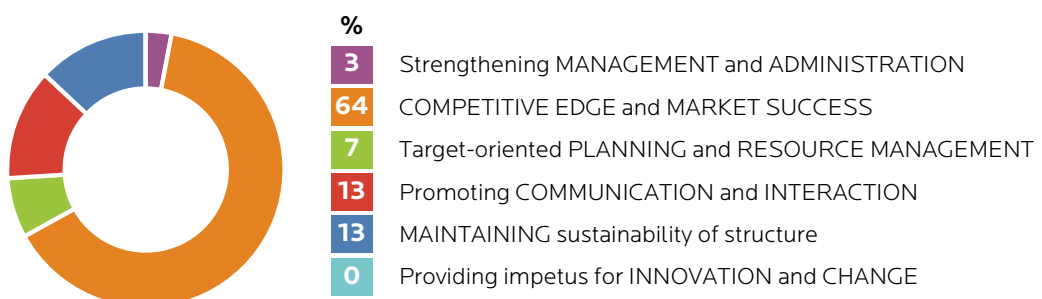 %
3 Strengthening MANAGEMENT and ADMINISTRATION
64 COMPETITIVE EDGE and MARKET SUCCESS
7 Target-oriented PLANNING and RESOURCE MANAGEMENT
13 Promoting COMMUNICATION and INTERACTION
13 MAINTAINING sustainability of structure
0 Providing impetus for INNOVATION and CHANGE